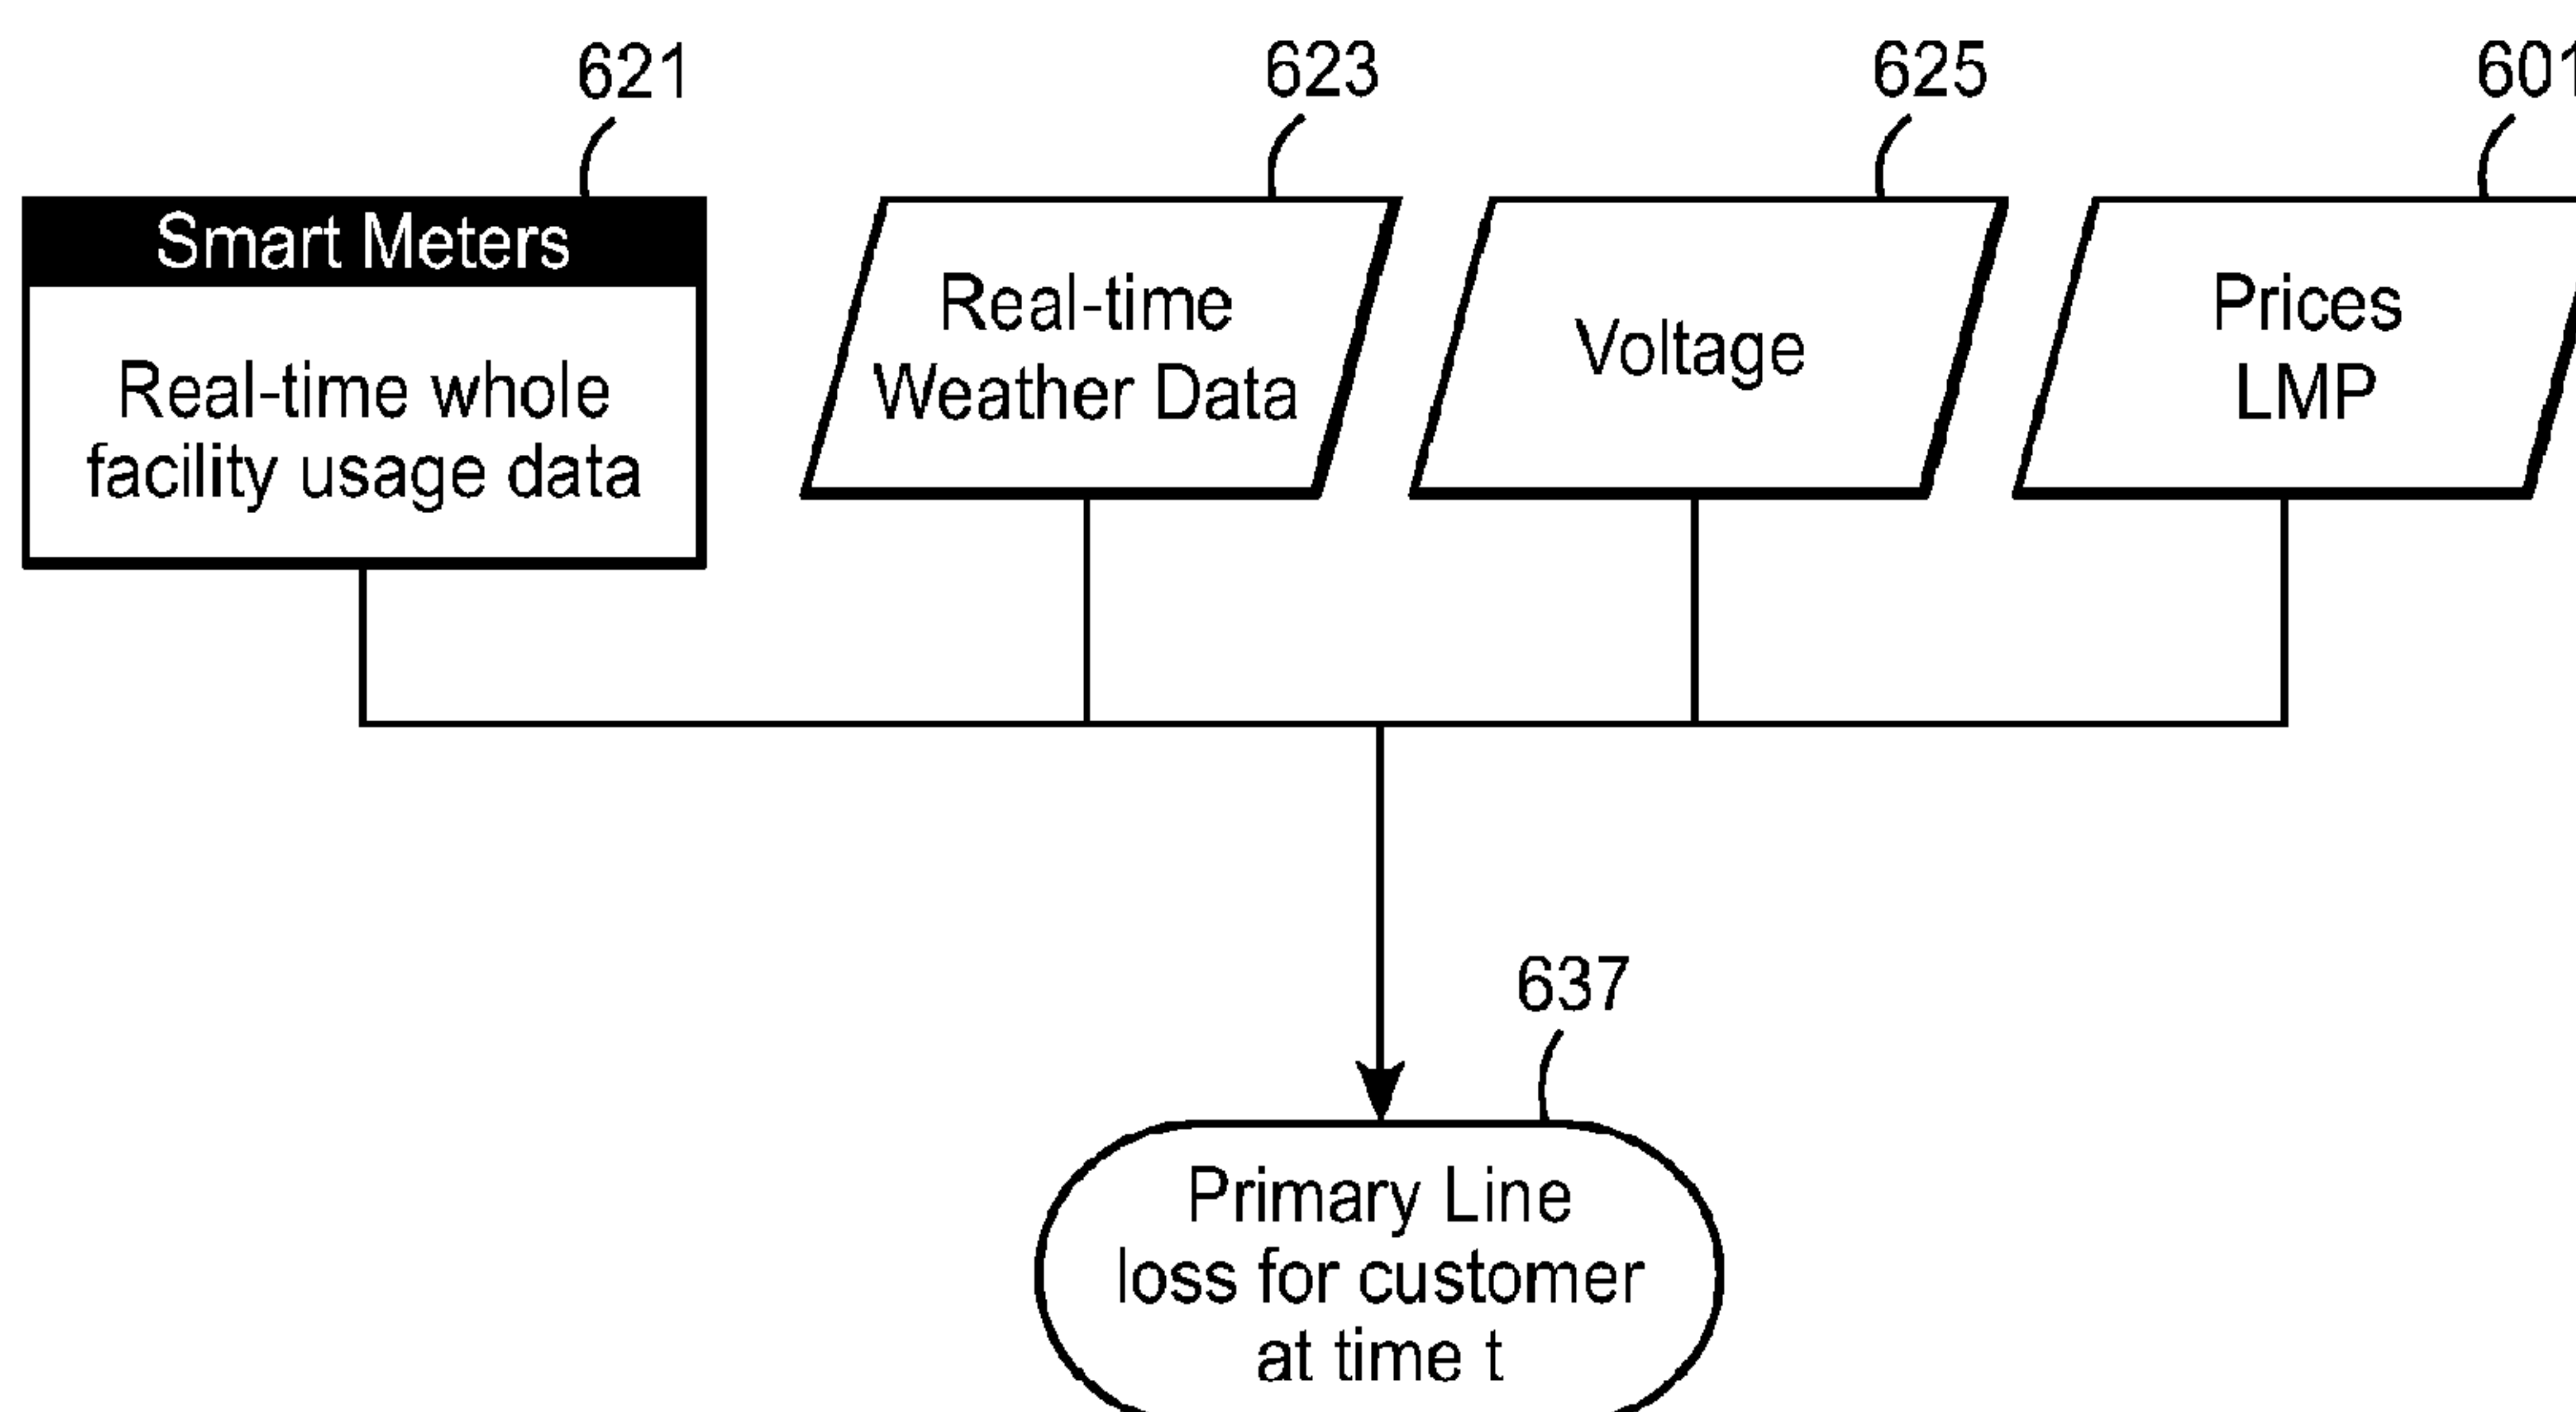 621
623
625
601
Smart Meters
Real-time whole
facility usage data
Real-time
Weather Data
Voltage
Prices
LMP
637
Primary Line
loss for customer
at time t